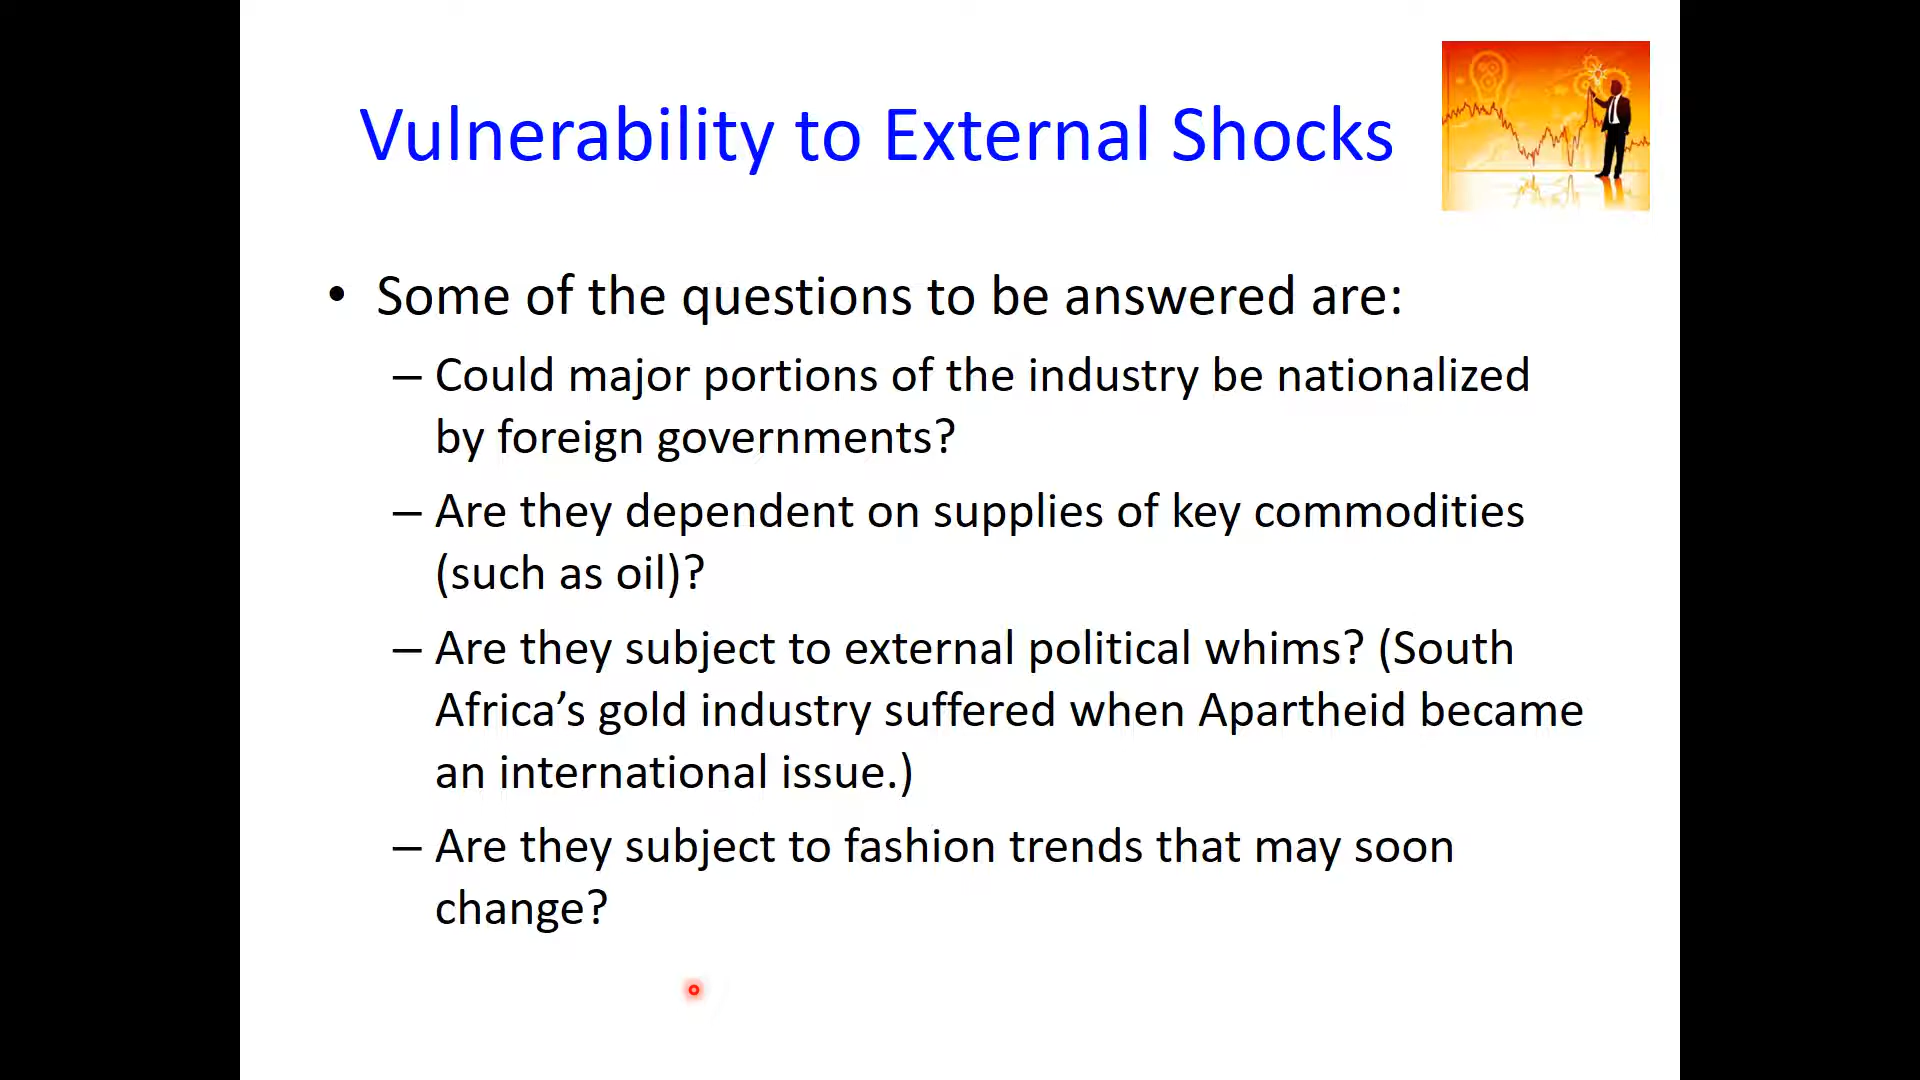 Vulnerability to External Shocks
• Some of the questions to be answered are:
– Could major portions of the industry be nationalized
by foreign governments?
– Are they dependent on supplies of key commodities
(such as oil)?
– Are they subject to external political whims? (South
Africa’s gold industry suffered when Apartheid became
an international issue.)
– Are they subject to fashion trends that may soon
change?